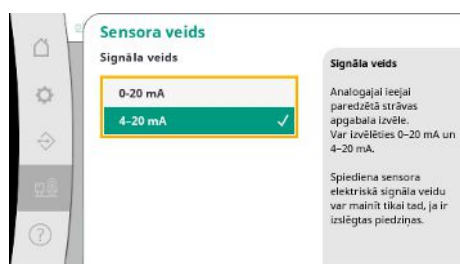 Sensora veids
Signāla veids
0-20 mA
4-20 mA
Signāla veids
Analogajai ieejai
paredzētā strāvas
apgabala izvēle.
Var izvēlēties 0-20 mA un
4-20 mA.
Spiediena sensora
elektriskā signāla veidu
var mainīt tikai tad, ja ir
izslēgtas piedziņas.